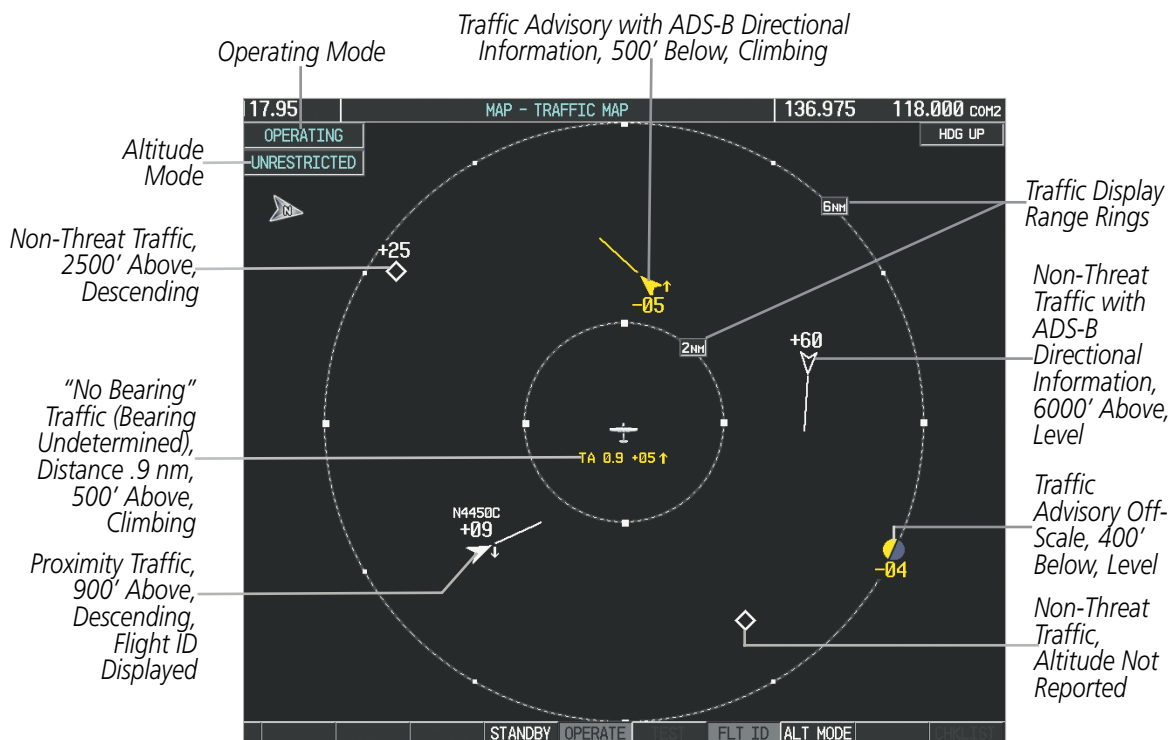 Traffic Advisory with ADS-B Directional
Information, 500' Below, Climbing
Operating Mode
17.95
MAP - TRAFFIC MAP
136.975
118.000 COM2
OPERATING
HDG UP
Altitude
Mode
UNRESTRICTED
N
6NM
Traffic Display
Range Rings
Non-Threat Traffic,
2500' Above,
Descending
+25
-05
2NM
+60
Non-Threat
Traffic with
ADS-B
Directional
Information,
6000' Above,
Level
"No Bearing"
Traffic (Bearing
Undetermined),
Distance .9 nm,
500' Above,
Climbing
TA 0.9 +05↑
N4450C
+09
↓
-04
Traffic
Advisory Off-
Scale, 400'
Below, Level
Proximity Traffic,
900' Above,
Descending,
Flight ID
Displayed
Non-Threat
Traffic,
Altitude Not
Reported
STANDBY
OPERATE
TEST
FLT ID
ALT MODE
CHKLIST